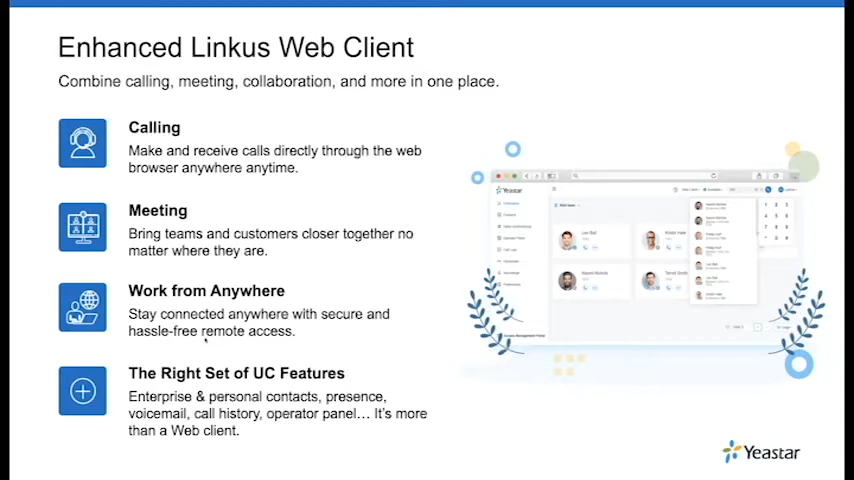 Enhanced Linkus Web Client
Combine calling, meeting, collaboration, and more in one place.
Calling
Make and receive calls directly through the web
browser anywhere anytime.
Meeting
Bring teams and customers closer together no
matter where they are.
Work from Anywhere
Stay connected anywhere with secure and
hassle-free remote access.
The Right Set of UC Features
Enterprise & personal contacts, presence,
voicemail, call history, operator panel... It's more
than a Web client.
Yeastar
Yeastar